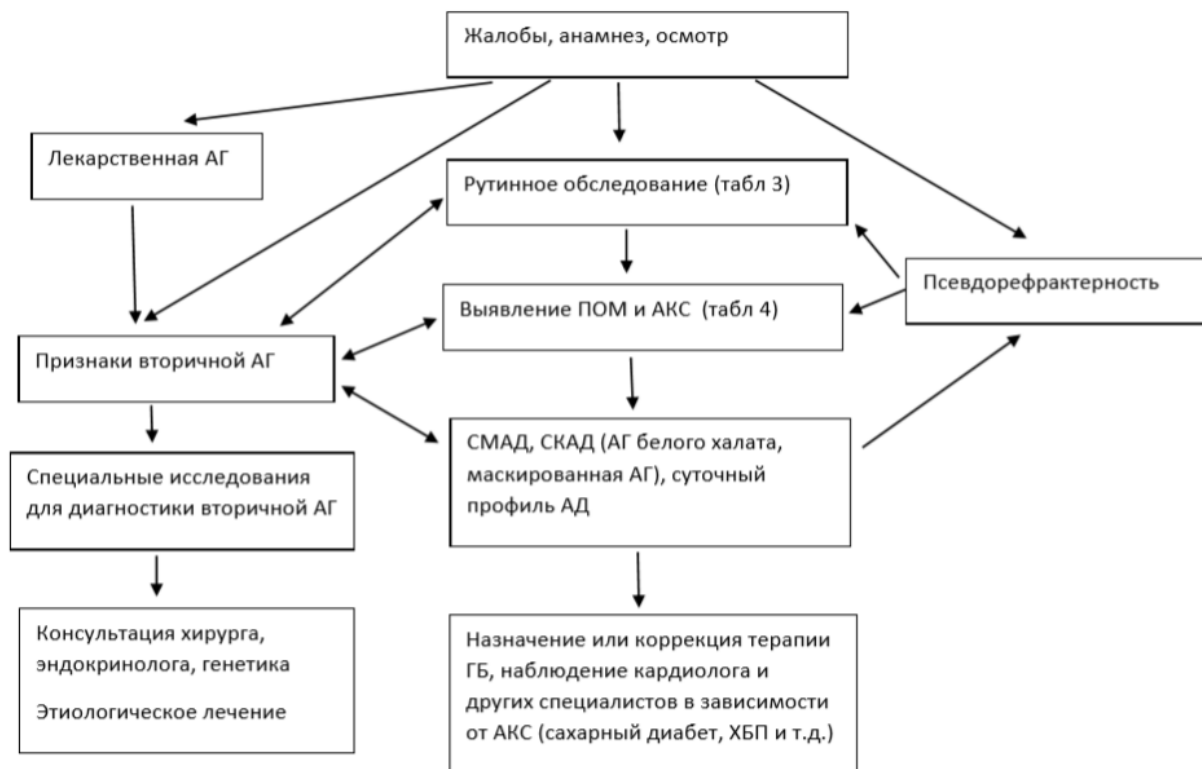 Жалобы, анамнез, осмотр
Лекарственная АГ
Рутинное обследование (табл 3)
Псевдорефрактерность
Выявление ПОМ и АКС (табл 4)
Признаки вторичной АГ
СМАД, СКАД (АГ белого халата,
маскированная АГ), суточный
профиль АД
Специальные исследования
для диагностики вторичной АГ
Консультация хирурга,
эндокринолога, генетика
Этиологическое лечение
Назначение или коррекция терапии
ГБ, наблюдение кардиолога и
других специалистов в зависимости
от АКС (сахарный диабет, ХБП и т.д.)